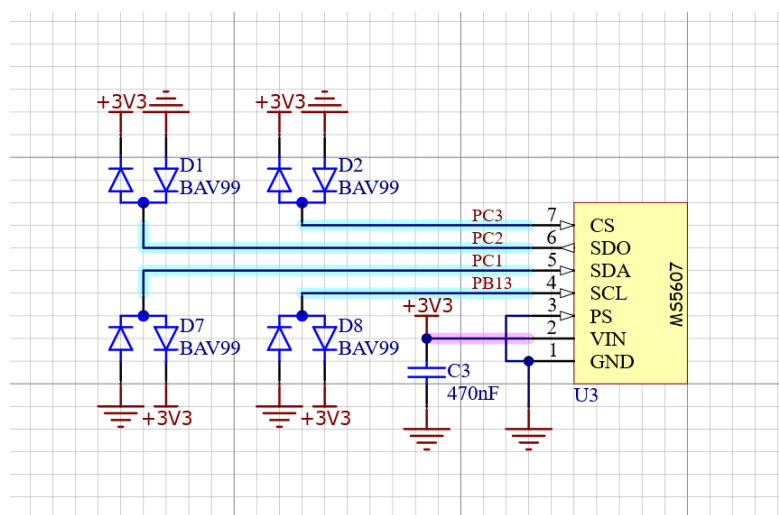 +3V3
+3V3
D1
BAV99
D2
BAV99
PC3 7 CS
PC2 6 SDO
PC1 5 SDA
PB13 4 SCL
3 PS
2 VIN
1 GND
MS5607
U3
+3V3
C3
470nF
D7
BAV99
D8
BAV99
+3V3
+3V3